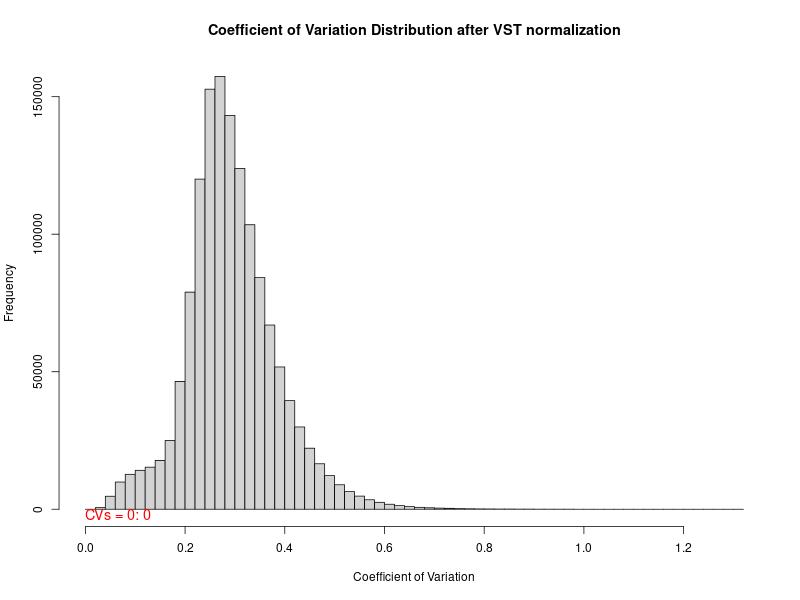 Coefficient of Variation Distribution after VST normalization
Frequency
150000
100000
50000
0
CVs = 0: 0
0.0 0.2 0.4 0.6 0.8 1.0 1.2
Coefficient of Variation